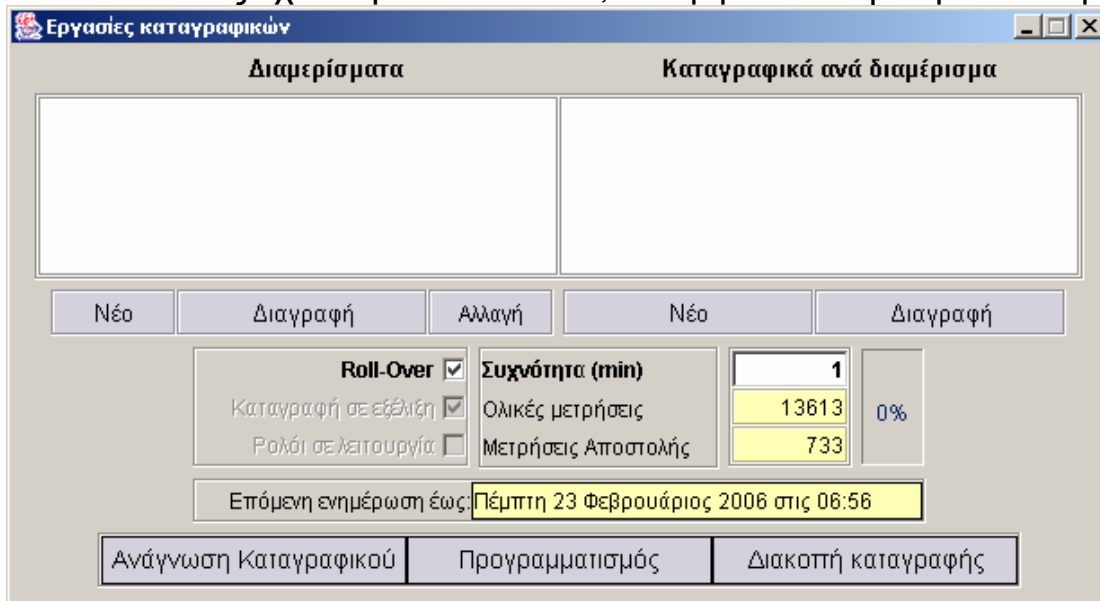 Εργασίες καταγραφικών
Διαμερίσματα Καταγραφικά ανά διαμέρισμα
Νέο Διαγραφή Αλλαγή Νέο Διαγραφή
Roll-Over Συχνότητα (min) 1
Καταγραφή σε εξέλιξη Ολικές μετρήσεις 13613 0%
Ρολόι σε λειτουργία Μετρήσεις Αποστολής 733
Επόμενη ενημέρωση έως: Πέμπτη 23 Φεβρουάριος 2006 στις 06:56
Ανάγνωση Καταγραφικού Προγραμματισμός Διακοπή καταγραφής